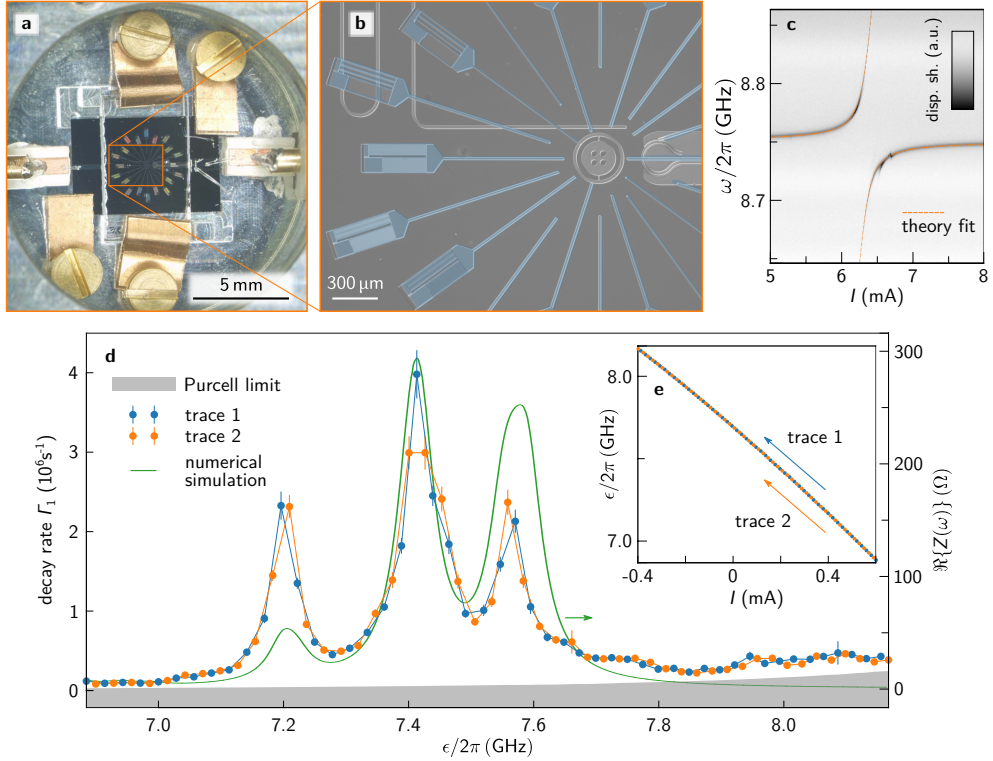 a
5 mm
b
300 µm
c
ω/2π (GHz)
8.8
8.7
disp. sh. (a.u.)
theory fit
5
6
7
8
I (mA)
d
Purcell limit
trace 1
trace 2
numerical
simulation
decay rate Γ₁ (10⁶s⁻¹)
4
3
2
1
0
7.0
7.2
7.4
7.6
7.8
8.0
ϵ/2π (GHz)
300
200
100
0
ℜ{Z(ω)} (Ω)
e
ϵ/2π (GHz)
8.0
7.0
trace 1
trace 2
-0.4
0
0.4
I (mA)